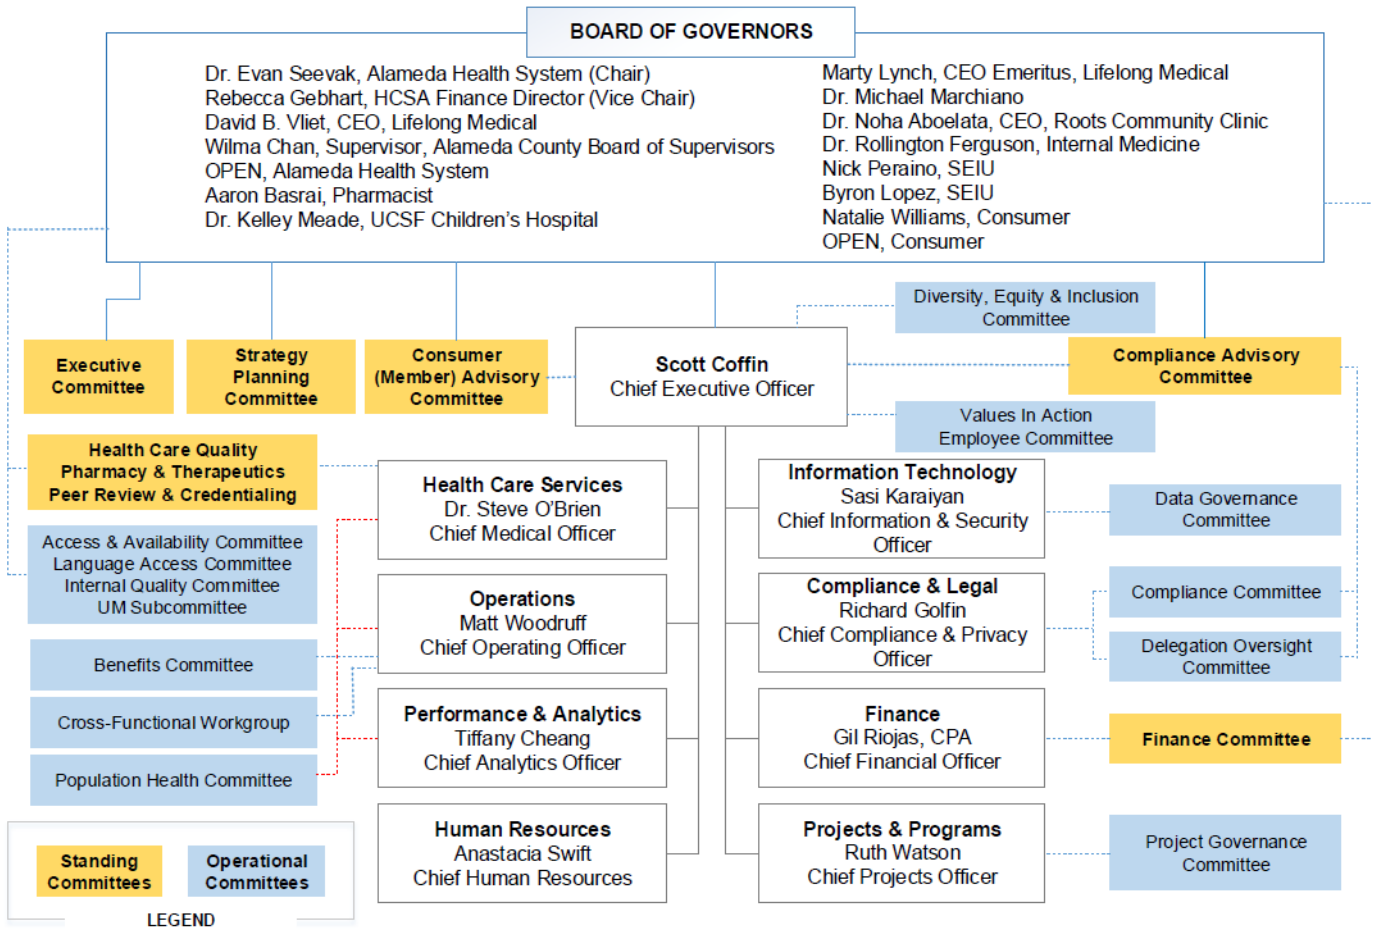 BOARD OF GOVERNORS
Dr. Evan Seevak, Alameda Health System (Chair)
Rebecca Gebhart, HCSA Finance Director (Vice Chair)
David B. Vliet, CEO, Lifelong Medical
Wilma Chan, Supervisor, Alameda County Board of Supervisors
OPEN, Alameda Health System
Aaron Basrai, Pharmacist
Dr. Kelley Meade, UCSF Children's Hospital
Marty Lynch, CEO Emeritus, Lifelong Medical
Dr. Michael Marchiano
Dr. Noha Aboelata, CEO, Roots Community Clinic
Dr. Rollington Ferguson, Internal Medicine
Nick Peraino, SEIU
Byron Lopez, SEIU
Natalie Williams, Consumer
OPEN, Consumer
Diversity, Equity & Inclusion
Committee
Executive
Committee
Strategy
Planning
Committee
Consumer
(Member) Advisory
Committee
Scott Coffin
Chief Executive Officer
Compliance Advisory
Committee
Values In Action
Employee Committee
Health Care Quality
Pharmacy & Therapeutics
Peer Review & Credentialing
Access & Availability Committee
Language Access Committee
Internal Quality Committee
UM Subcommittee
Benefits Committee
Cross-Functional Workgroup
Population Health Committee
Health Care Services
Dr. Steve O'Brien
Chief Medical Officer
Operations
Matt Woodruff
Chief Operating Officer
Performance & Analytics
Tiffany Cheang
Chief Analytics Officer
Human Resources
Anastacia Swift
Chief Human Resources
Information Technology
Sasi Karaiyan
Chief Information & Security
Officer
Compliance & Legal
Richard Golfin
Chief Compliance & Privacy
Officer
Finance
Gil Riojas, CPA
Chief Financial Officer
Projects & Programs
Ruth Watson
Chief Projects Officer
Data Governance
Committee
Compliance Committee
Delegation Oversight
Committee
Finance Committee
Project Governance
Committee
Standing
Committees
Operational
Committees
LEGEND